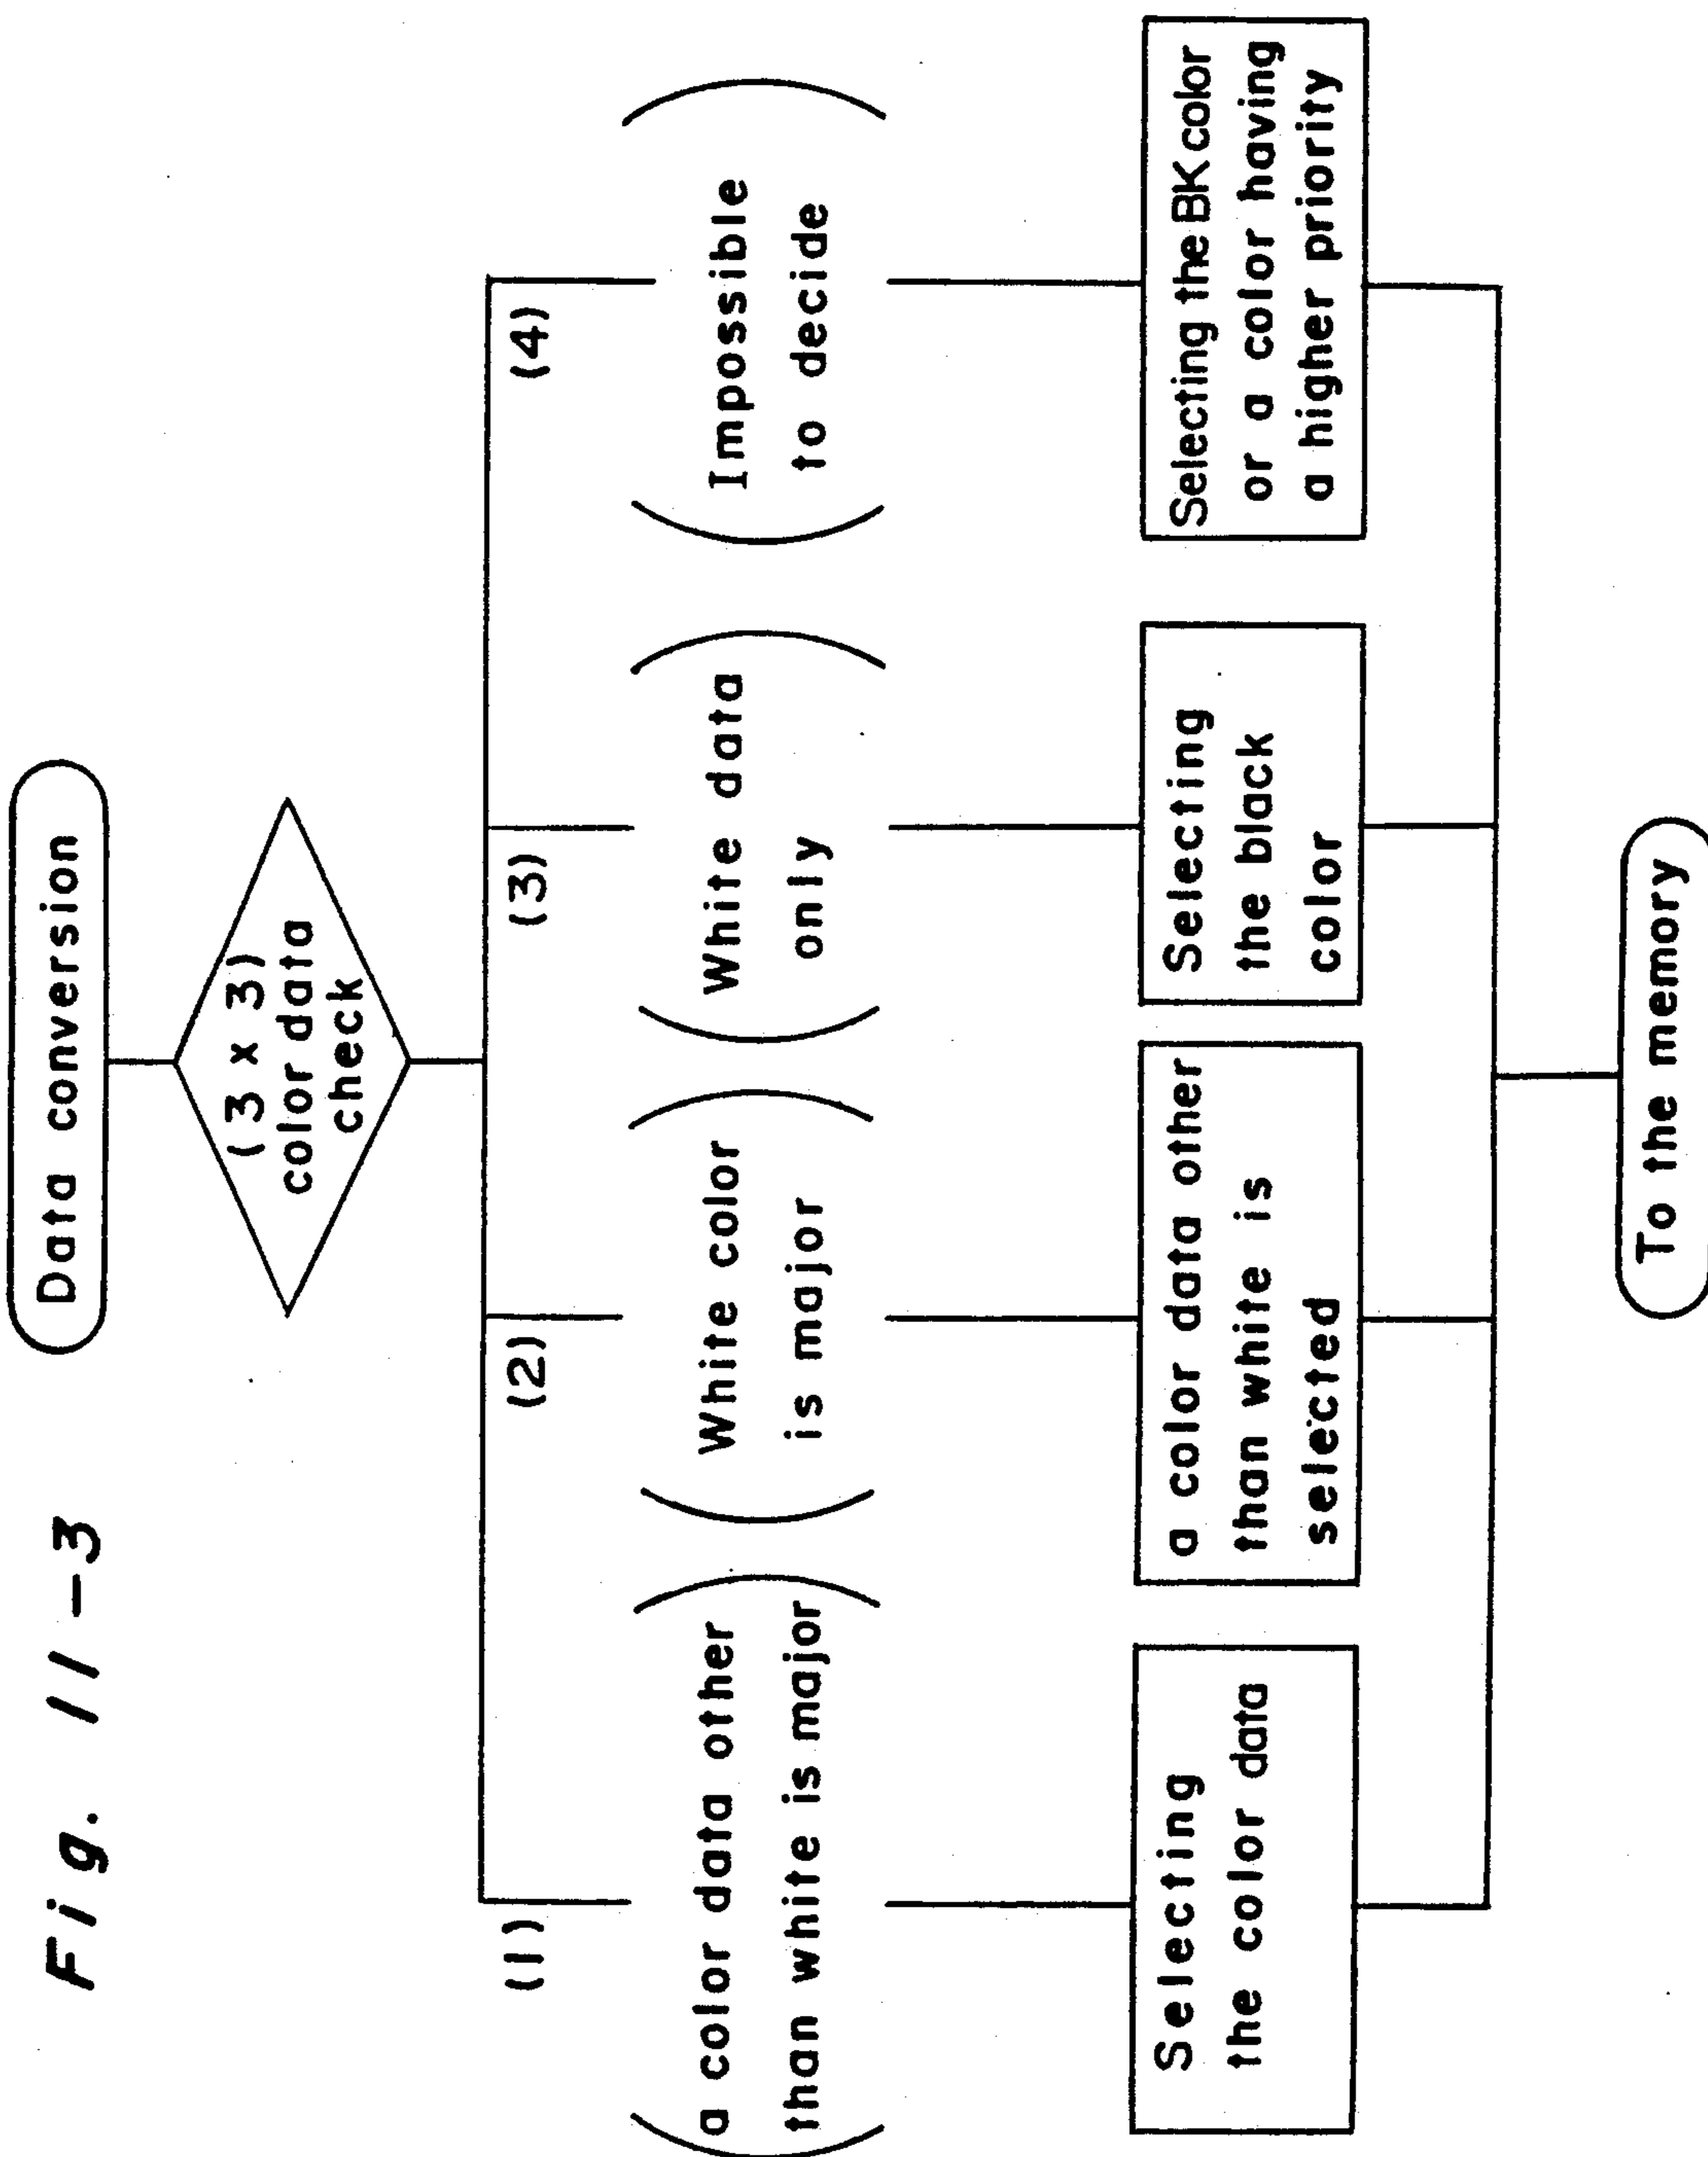 Fig. 11-3
Data conversion
(3 x 3)
color data
check
(1)
(2)
(3)
(4)
a color data other
than white is major
White color
is major
White data
only
Impossible
to decide
Selecting
the color data
a color data other
than white is
selected
Selecting
the black
color
Selecting the BK color
or a color having
a higher priority
To the memory